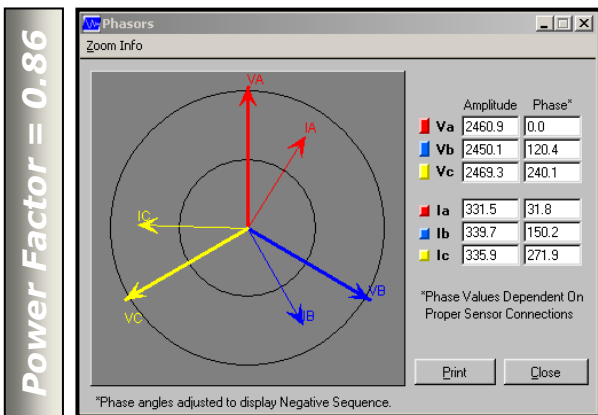 Power Factor = 0.86
Phasors
Zoom Info
VA
IA
IC
VC
IB
VB
Amplitude Phase*
Va 2460.9 0.0
Vb 2450.1 120.4
Vc 2469.3 240.1
Ia 331.5 31.8
Ib 339.7 150.2
Ic 335.9 271.9
*Phase Values Dependent On
Proper Sensor Connections
Print Close
*Phase angles adjusted to display Negative Sequence.